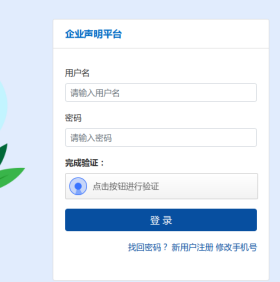 企业声明平台
用户名
请输入用户名
密码
请输入密码
完成验证：
点击按钮进行验证
登 录
找回密码？ 新用户注册 修改手机号